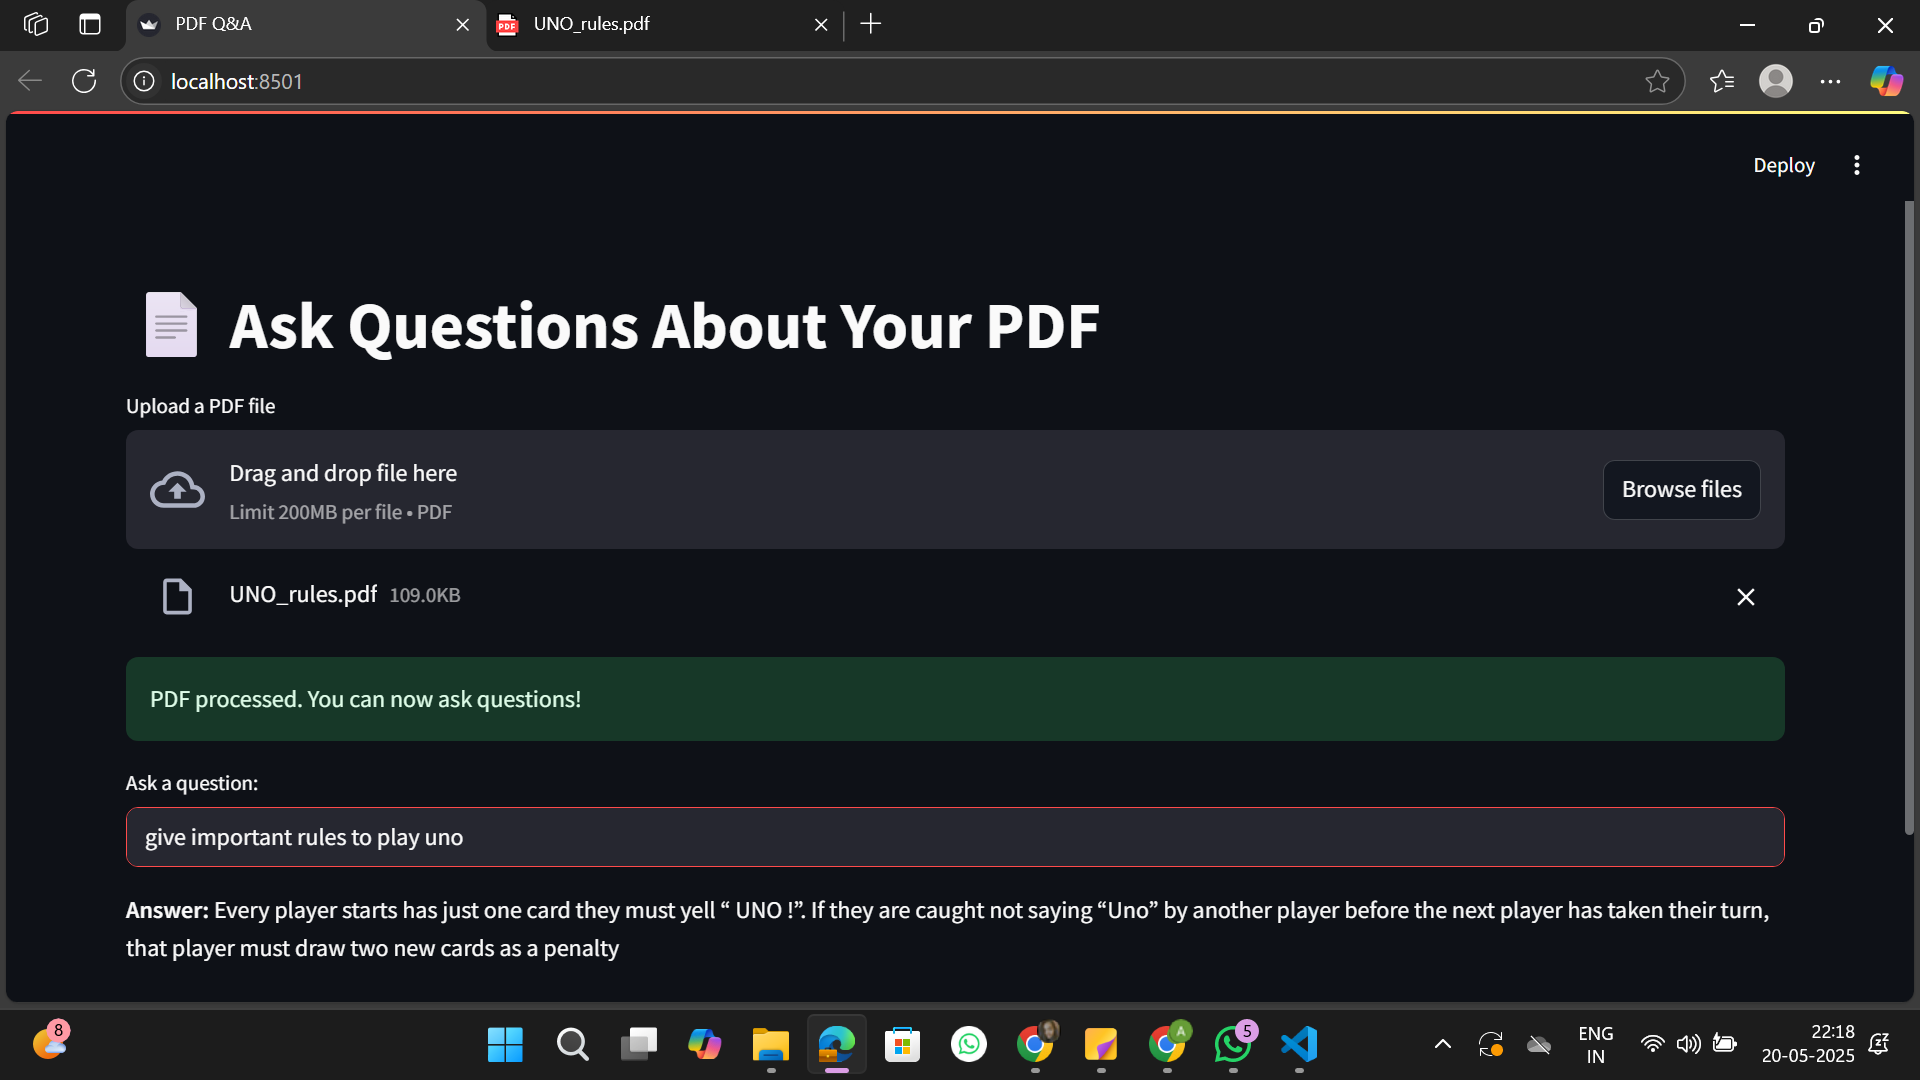 PDF Q&A
UNO_rules.pdf
localhost:8501
Deploy
Ask Questions About Your PDF
Upload a PDF file
Drag and drop file here
Limit 200MB per file • PDF
Browse files
UNO_rules.pdf 109.0KB
PDF processed. You can now ask questions!
Ask a question:
give important rules to play uno
Answer: Every player starts has just one card they must yell “ UNO !”. If they are caught not saying “Uno” by another player before the next player has taken their turn,
that player must draw two new cards as a penalty
8
A
5
ENG
IN
22:18
20-05-2025